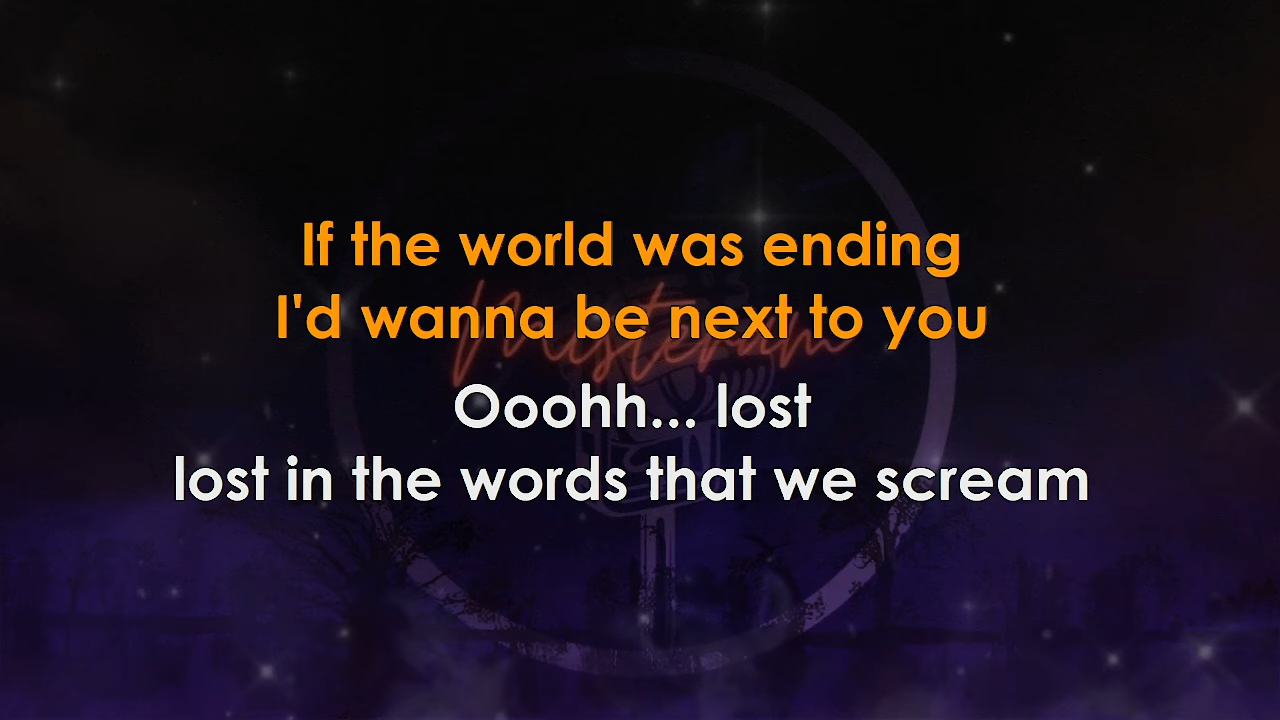 If the world was ending
I'd wanna be next to you
Misteram
Ooohh... lost
lost in the words that we scream